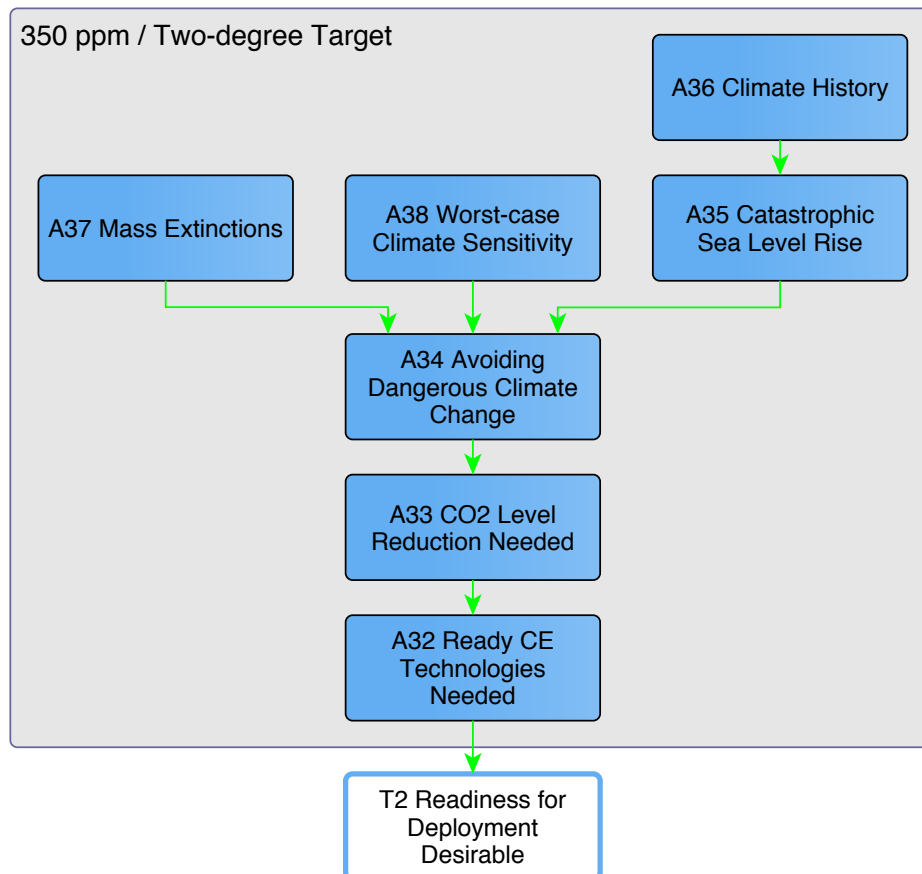 350 ppm / Two-degree Target
A36 Climate History
A37 Mass Extinctions
A38 Worst-case
Climate Sensitivity
A35 Catastrophic
Sea Level Rise
A34 Avoiding
Dangerous Climate
Change
A33 CO2 Level
Reduction Needed
A32 Ready CE
Technologies
Needed
T2 Readiness for
Deployment
Desirable